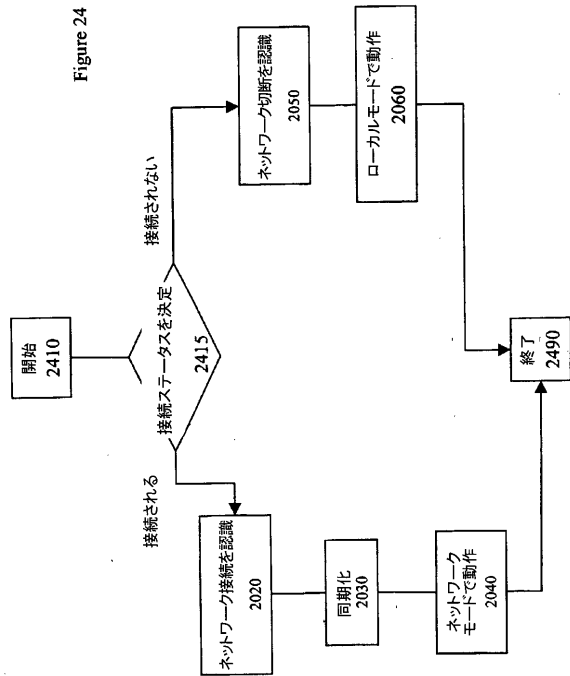 Figure 24
開始
2410
接続ステータスを決定
2415
接続される
接続されない
ネットワーク接続を認識
2020
同期化
2030
ネットワーク
モードで動作
2040
ネットワーク切断を認識
2050
ローカルモードで動作
2060
終了
2490